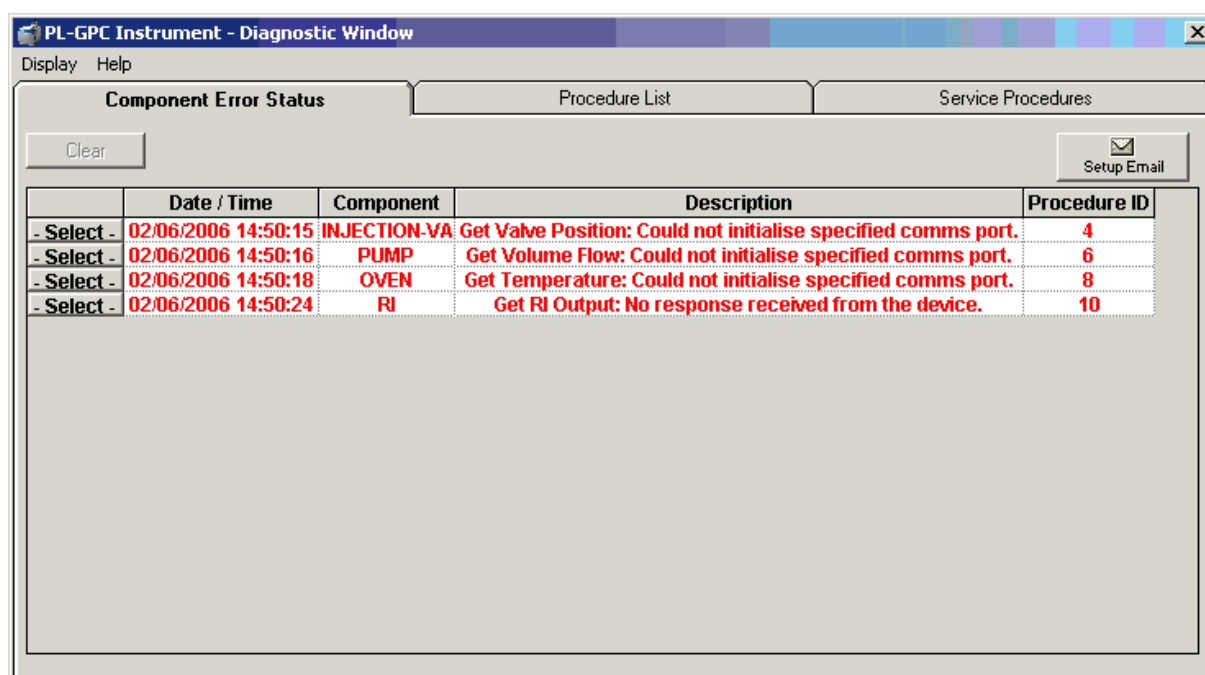 PL-GPC Instrument - Diagnostic Window
Display Help
Component Error Status Procedure List Service Procedures
Clear
Setup Email
Date / Time Component Description Procedure ID
- Select - 02/06/2006 14:50:15 INJECTION-VA Get Valve Position: Could not initialise specified comms port. 4
- Select - 02/06/2006 14:50:16 PUMP Get Volume Flow: Could not initialise specified comms port. 6
- Select - 02/06/2006 14:50:18 OVEN Get Temperature: Could not initialise specified comms port. 8
- Select - 02/06/2006 14:50:24 RI Get RI Output: No response received from the device. 10